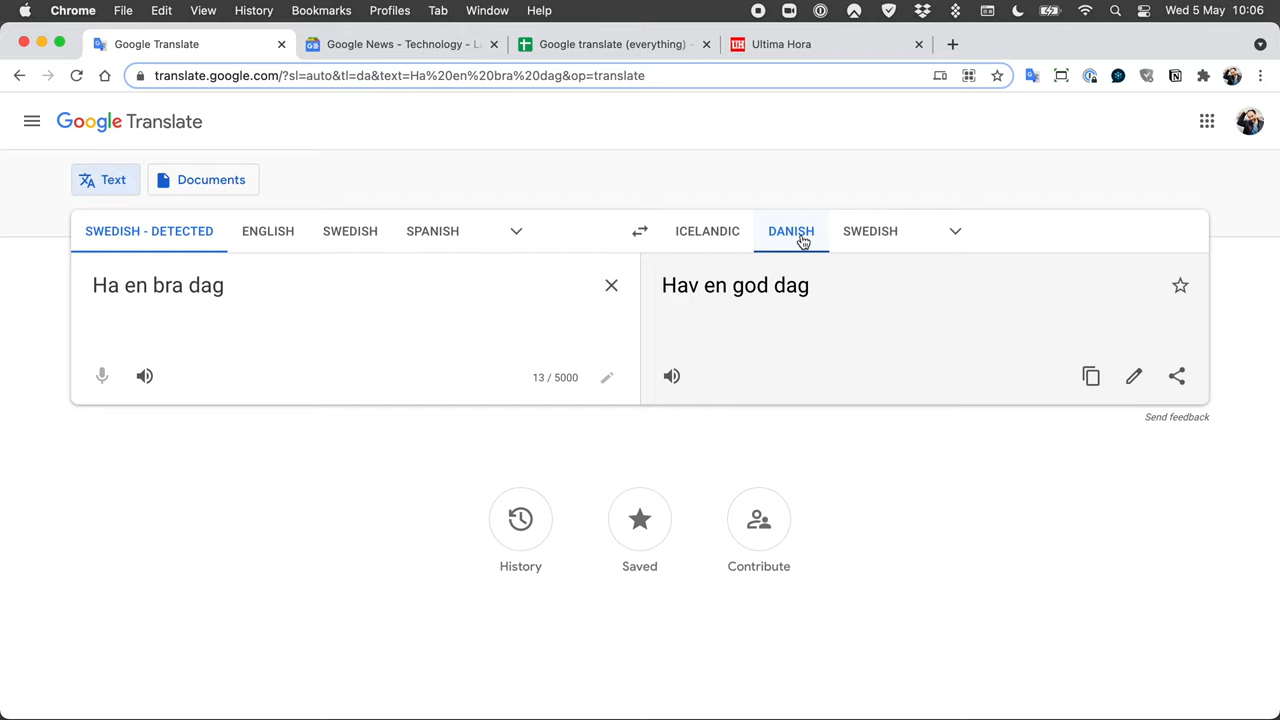 Chrome File Edit View History Bookmarks Profiles Tab Window Help Wed 5 May 10:06
Google Translate Google News - Technology - L Google translate (everything) - UH Ultima Hora
translate.google.com/?sl=auto&tl=da&text=Ha%20en%20bra%20dag&op=translate
Google Translate
Text Documents
SWEDISH - DETECTED ENGLISH SWEDISH SPANISH ICELANDIC DANISH SWEDISH
Ha en bra dag Hav en god dag
13 / 5000
Send feedback
History Saved Contribute